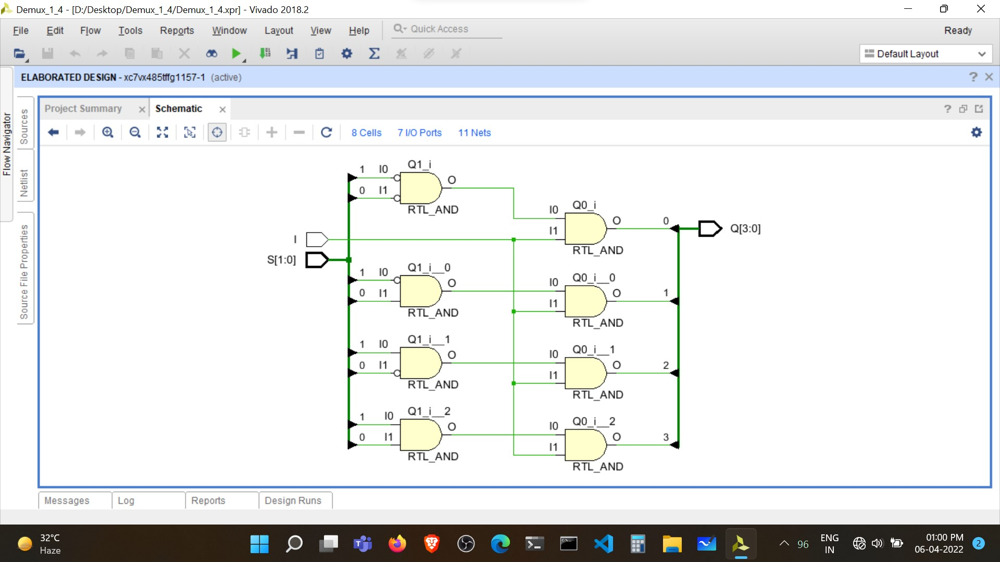 Demux_1_4 - [D:/Desktop/Demux_1_4/Demux_1_4.xpr] - Vivado 2018.2
File Edit Flow Tools Reports Window Layout View Help Quick Access Ready
Default Layout
ELABORATED DESIGN - xc7vx485tffg1157-1 (active)
Flow Navigator
Sources
Netlist
Source File Properties
Project Summary Schematic
8 Cells 7 I/O Ports 11 Nets
Q1_i
1 I0
O
0 I1
RTL_AND
Q0_i
I0
O
I1
RTL_AND
0
Q[3:0]
I
S[1:0]
Q1_i__0
1 I0
O
0 I1
RTL_AND
Q0_i__0
I0
O
I1
RTL_AND
1
Q1_i__1
1 I0
O
0 I1
RTL_AND
Q0_i__1
I0
O
I1
RTL_AND
2
Q1_i__2
1 I0
O
0 I1
RTL_AND
Q0_i__2
I0
O
I1
RTL_AND
3
Messages Log Reports Design Runs
32°C
Haze
96
ENG
IN
01:00 PM
06-04-2022
2